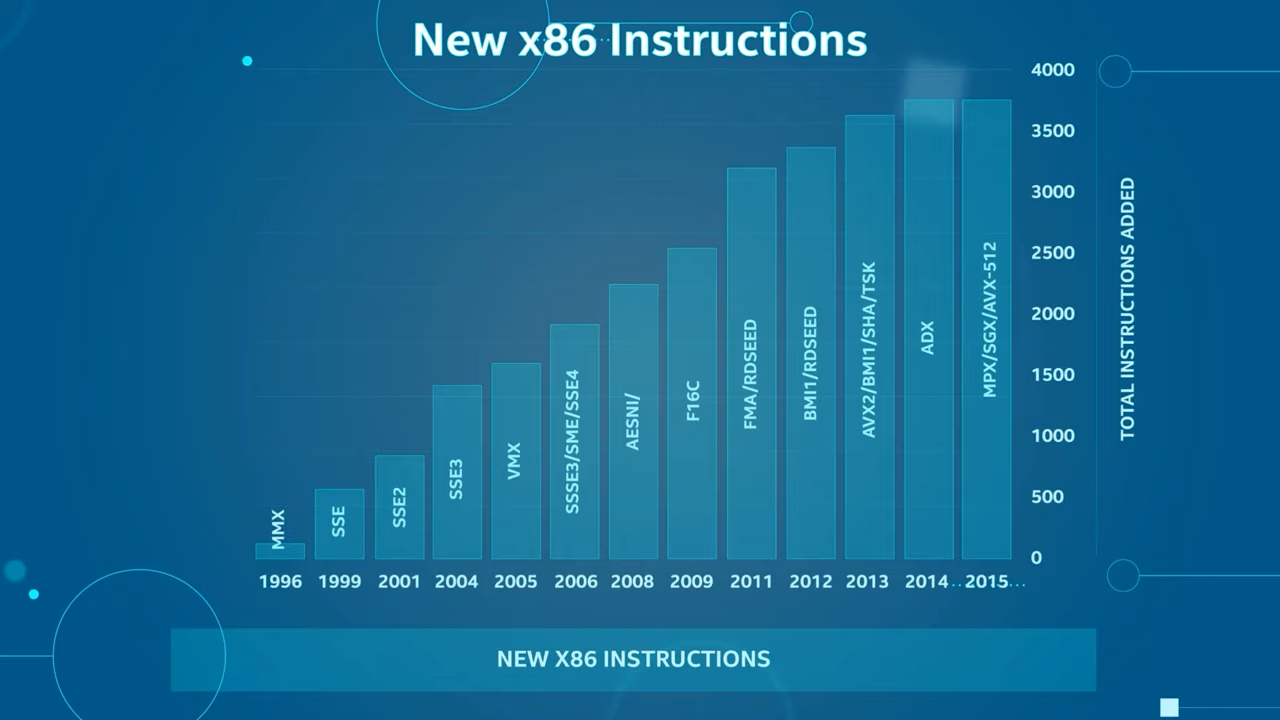 New x86 Instructions
4000
3500
3000
2500
2000
1500
1000
500
0
TOTAL INSTRUCTIONS ADDED
MMX
SSE
SSE2
SSE3
VMX
SSSE3/SME/SSE4
AESNI/
F16C
FMA/RDSEED
BMI1/RDSEED
AVX2/BMI1/SHA/TSK
ADX
MPX/SGX/AVX-512
1996 1999 2001 2004 2005 2006 2008 2009 2011 2012 2013 2014 2015
NEW X86 INSTRUCTIONS